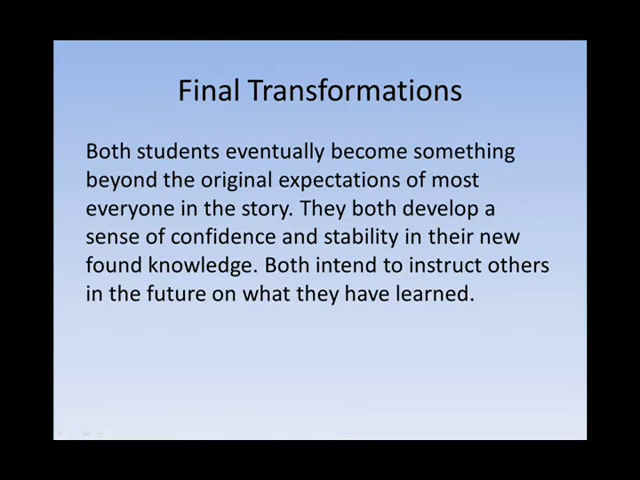 Final Transformations
Both students eventually become something
beyond the original expectations of most
everyone in the story. They both develop a
sense of confidence and stability in their new
found knowledge. Both intend to instruct others
in the future on what they have learned.